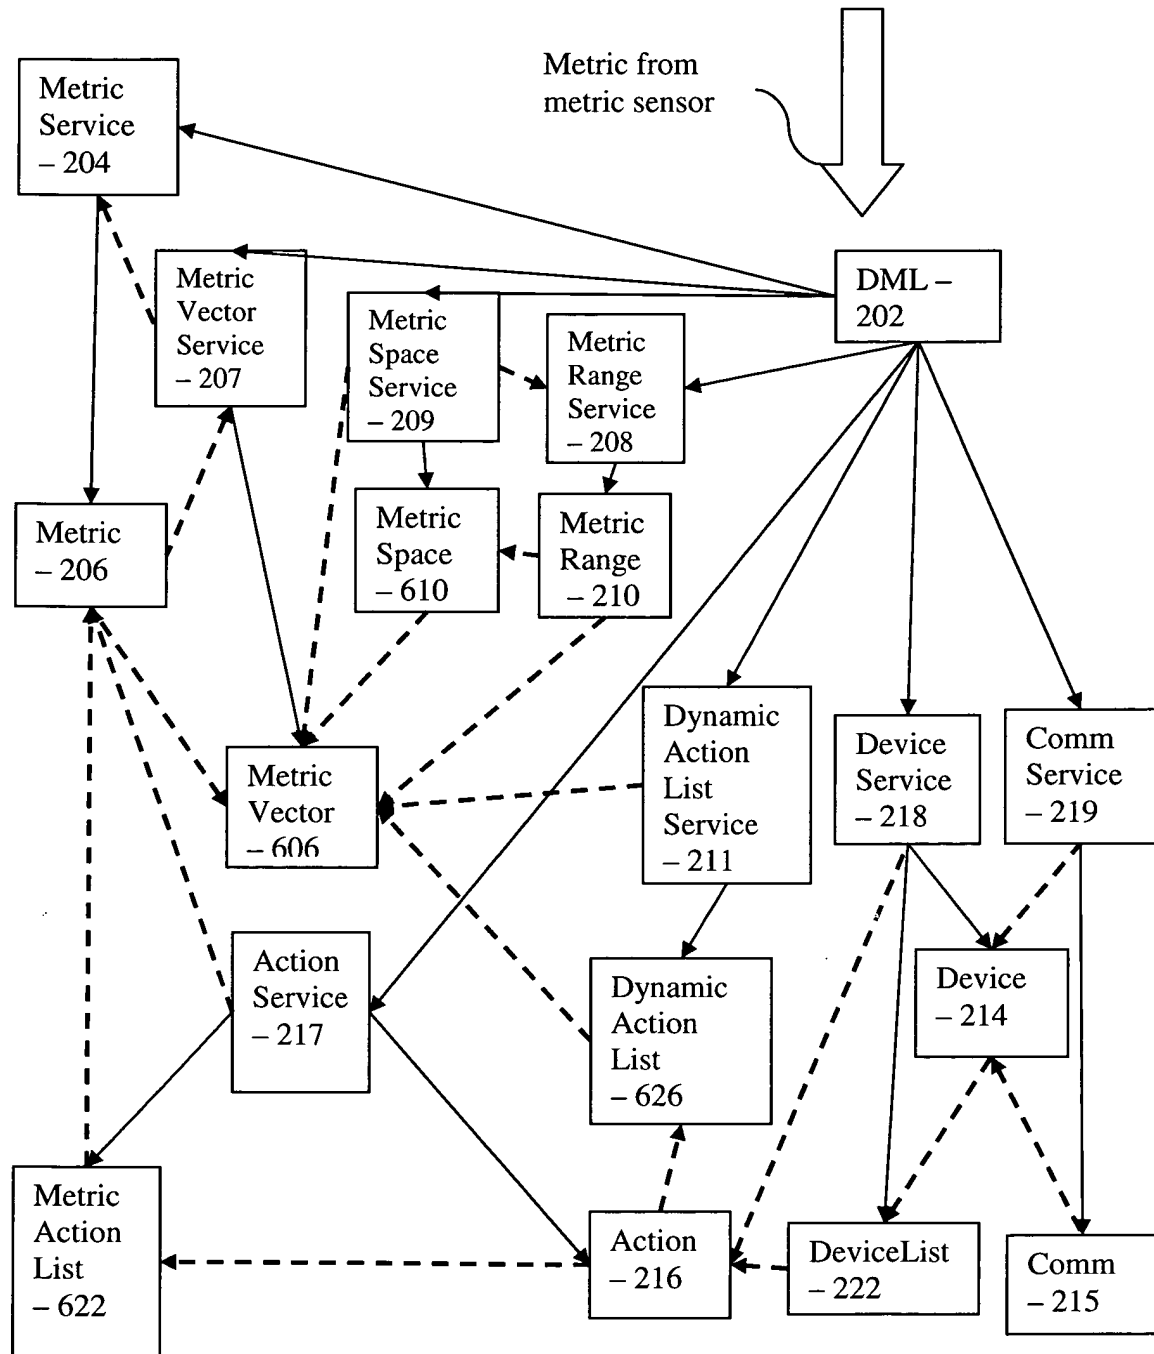 Metric from
metric sensor
Metric
Service
– 204
Metric
Vector
Service
– 207
Metric
Space
Service
– 209
Metric
Range
Service
– 208
DML –
202
Metric
– 206
Metric
Space
– 610
Metric
Range
– 210
Metric
Vector
– 606
Dynamic
Action
List
Service
– 211
Device
Service
– 218
Comm
Service
– 219
Action
Service
– 217
Dynamic
Action
List
– 626
Device
– 214
Metric
Action
List
– 622
Action
– 216
DeviceList
– 222
Comm
– 215